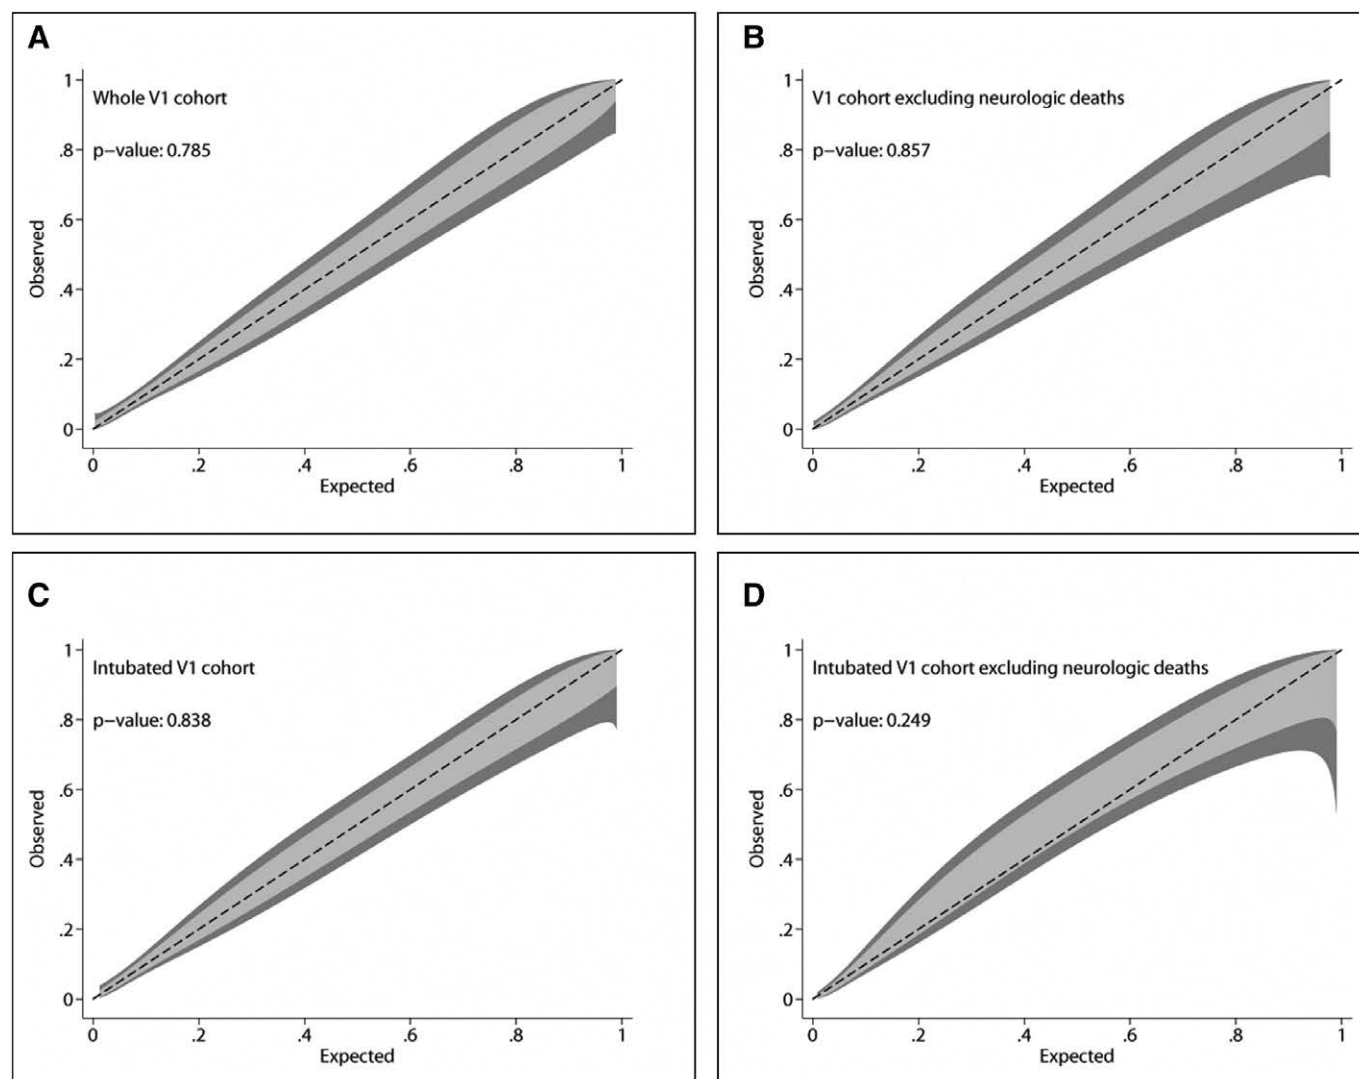 A
Whole V1 cohort
p-value: 0.785
1
.8
.6
.4
.2
0
Observed
0 .2 .4 .6 .8 1
Expected
B
V1 cohort excluding neurologic deaths
p-value: 0.857
1
.8
.6
.4
.2
0
Observed
0 .2 .4 .6 .8 1
Expected
C
Intubated V1 cohort
p-value: 0.838
1
.8
.6
.4
.2
0
Observed
0 .2 .4 .6 .8 1
Expected
D
Intubated V1 cohort excluding neurologic deaths
p-value: 0.249
1
.8
.6
.4
.2
0
Observed
0 .2 .4 .6 .8 1
Expected